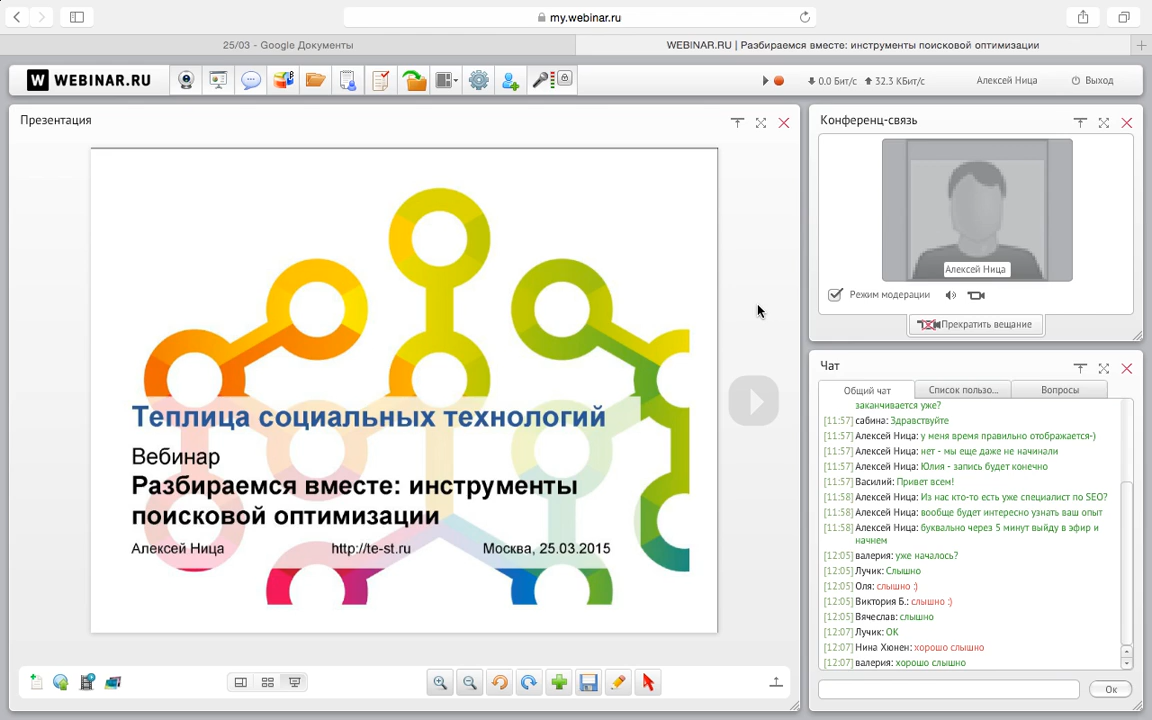 my.webinar.ru
25/03 - Google Документы
WEBINAR.RU | Разбираемся вместе: инструменты поисковой оптимизации
W WEBINAR.RU
0.0 Бит/с 32.3 КБит/с
Алексей Ница
Выход
Презентация
Теплица социальных технологий
Вебинар
Разбираемся вместе: инструменты
поисковой оптимизации
Алексей Ница http://te-st.ru Москва, 25.03.2015
Конференц-связь
Алексей Ница
Режим модерации
Прекратить вещание
Чат
Общий чат Список пользо... Вопросы
заканчивается уже?
[11:57] сабина: Здравствуйте
[11:57] Алексей Ница: у меня время правильно отображается-)
[11:57] Алексей Ница: нет - мы еще даже не начинали
[11:57] Алексей Ница: Юлия - запись будет конечно
[11:57] Василий: Привет всем!
[11:58] Алексей Ница: Из нас кто-то есть уже специалист по SEO?
[11:58] Алексей Ница: вообще будет интересно узнать ваш опыт
[11:58] Алексей Ница: буквально через 5 минут выйду в эфир и
начнем
[12:05] валерия: уже началось?
[12:05] Лучик: Слышно
[12:05] Оля: слышно :)
[12:05] Виктория Б.: слышно :)
[12:05] Вячеслав: слышно
[12:07] Лучик: ОК
[12:07] Нина Хюнен: хорошо слышно
[12:07] валерия: хорошо слышно
Ок